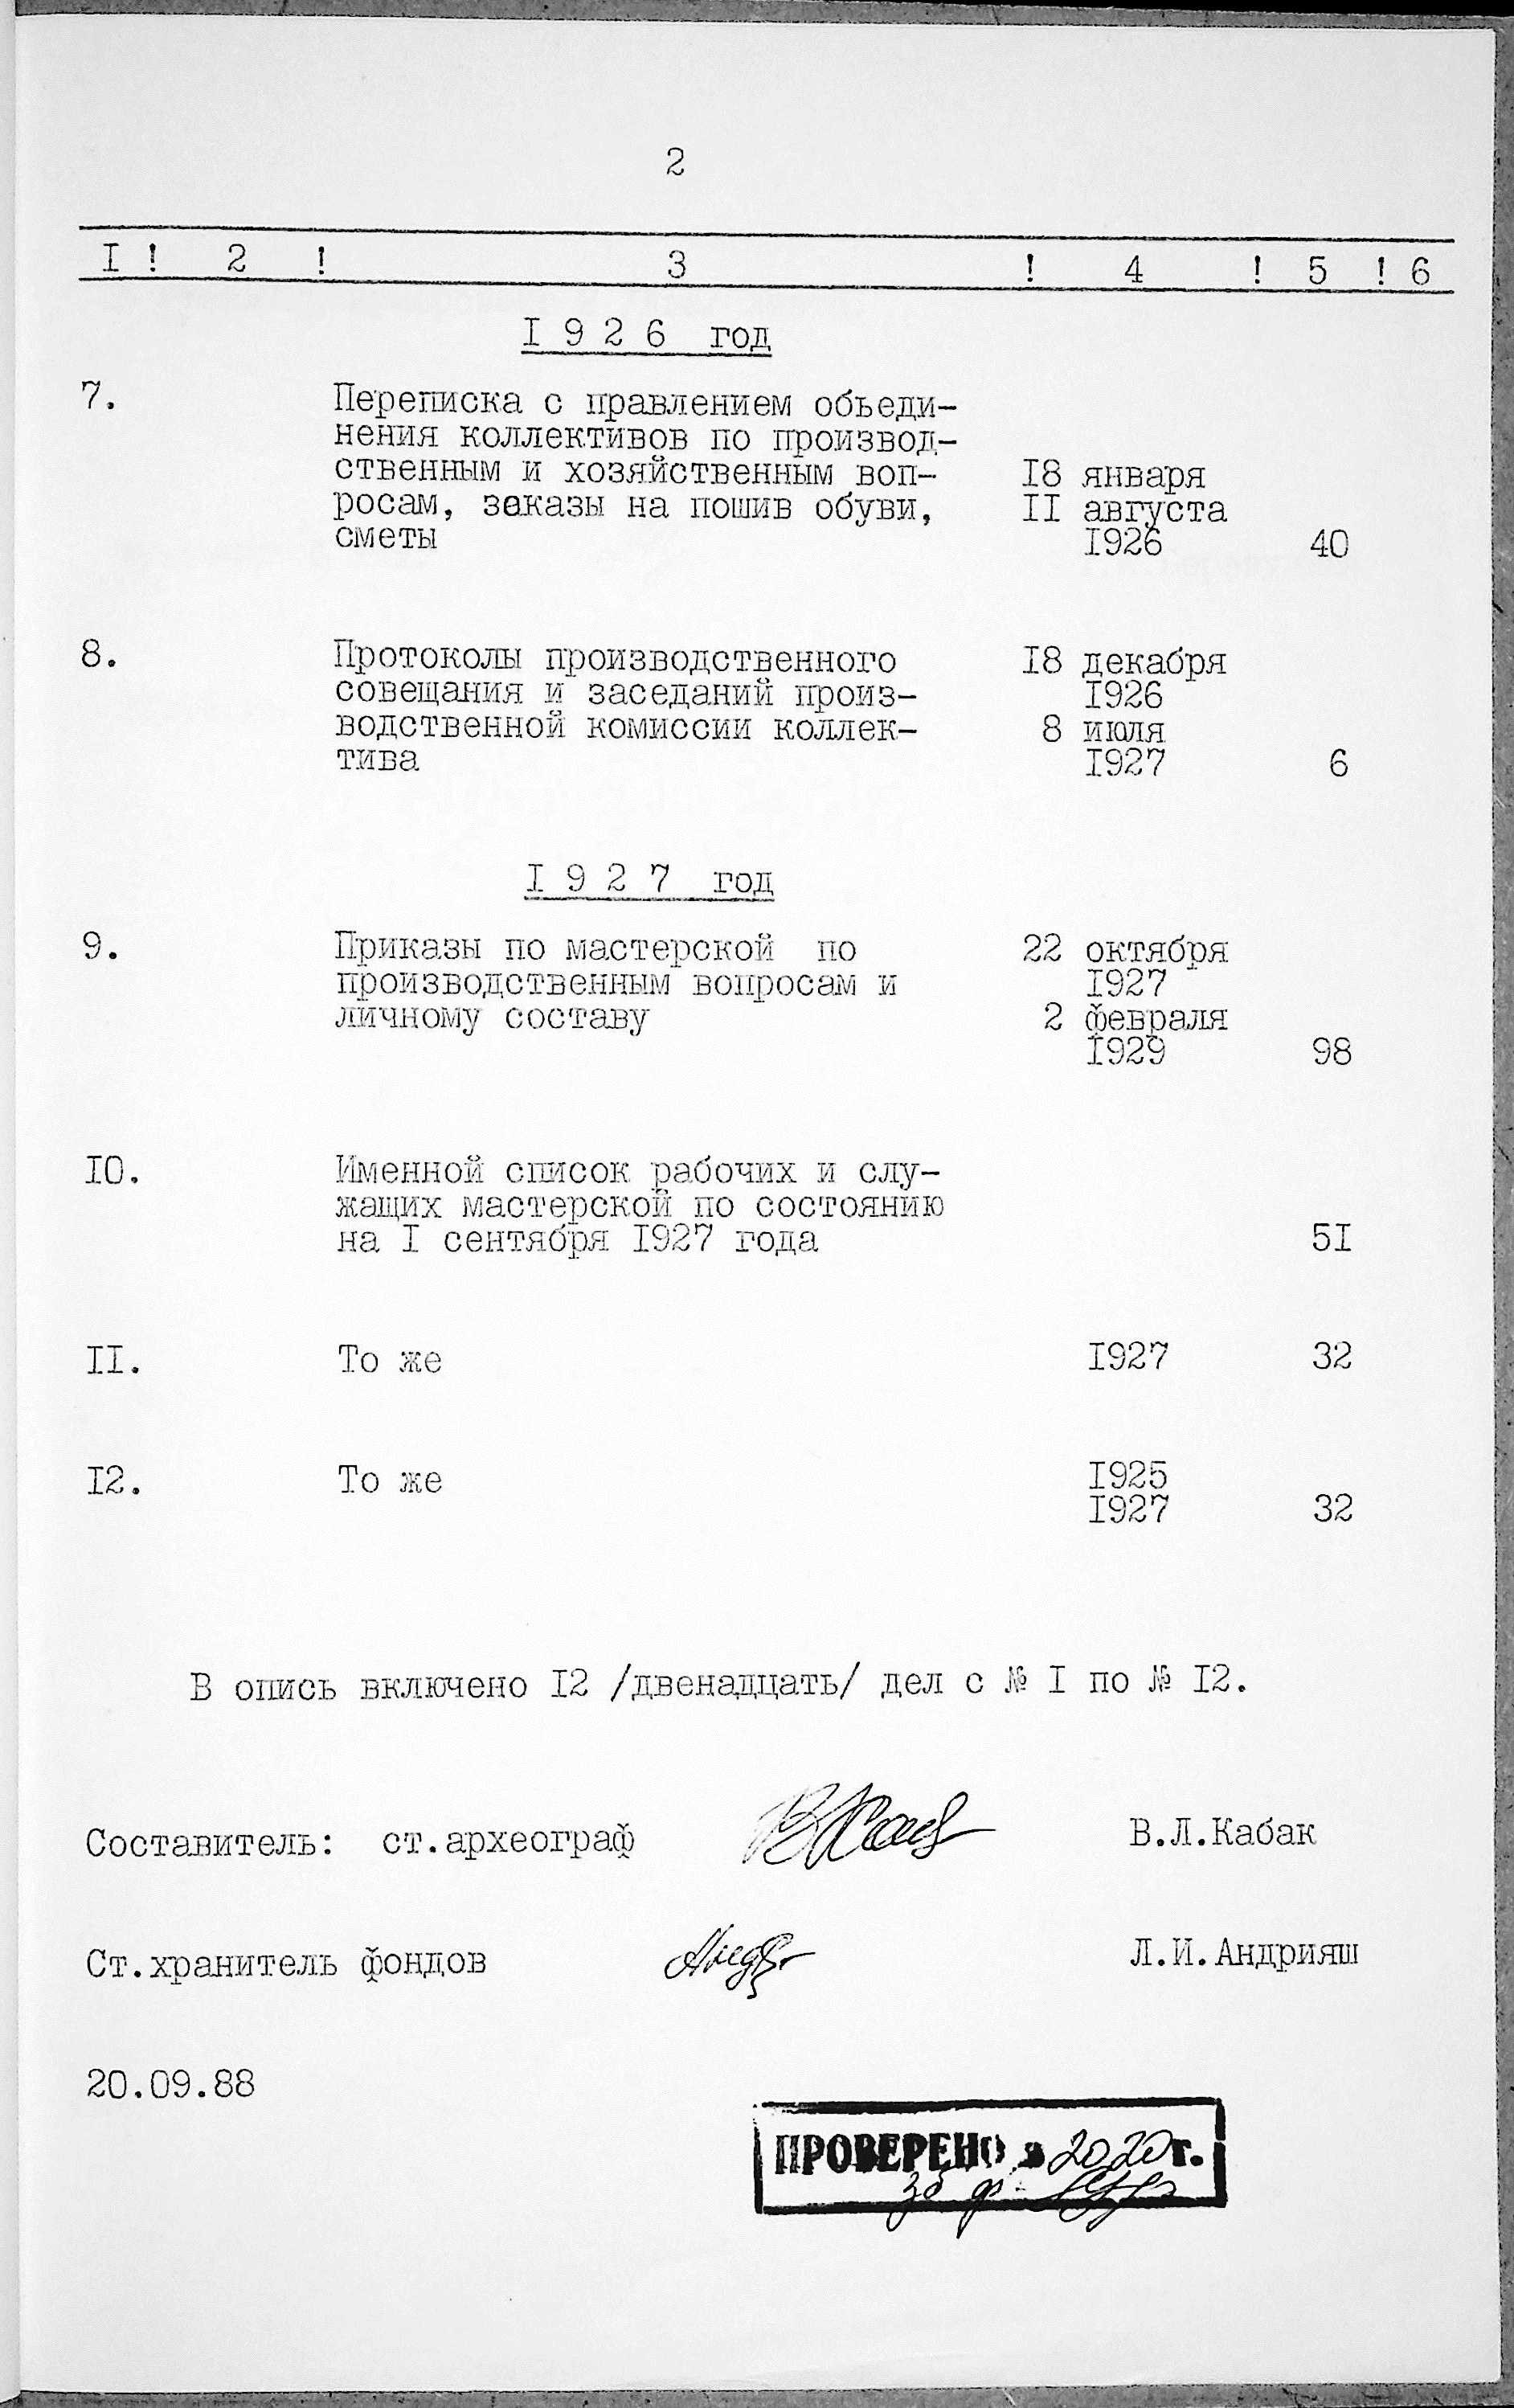 2
I ! 2 ! 3 ! 4 ! 5 ! 6
I 9 2 6 год
7. Переписка с правлением обьеди-
нения коллективов по производ-
ственным и хозяйственным воп- 18 января
росам, заказы на пошив обуви, II августа
сметы I926 40
8. Протоколы производственного I8 декабря
совещания и заседаний произ- I926
водственной комиссии коллек- 8 июля
тива I927 6
I 9 2 7 год
9. Приказы по мастерской по 22 октября
производственным вопросам и I927
личному составу 2 февраля
I929 98
I0. Именной список рабочих и слу-
жащих мастерской по состоянию
на I сентября I927 года 5I
II. То же I927 32
I2. То же I925
I927 32
В опись включено I2 /двенадцать/ дел с № I по № I2.
Составитель: ст.археограф В.Л.Кабак
Ст.хранитель фондов Л.И.Андрияш
20.09.88
ПРОВЕРЕНО в 2020г.
зб ф.